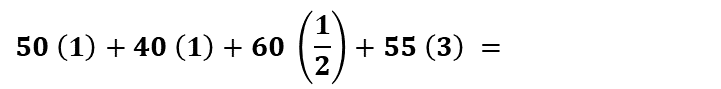 50 (1) + 40 (1) + 60 (1/2) + 55 (3) =